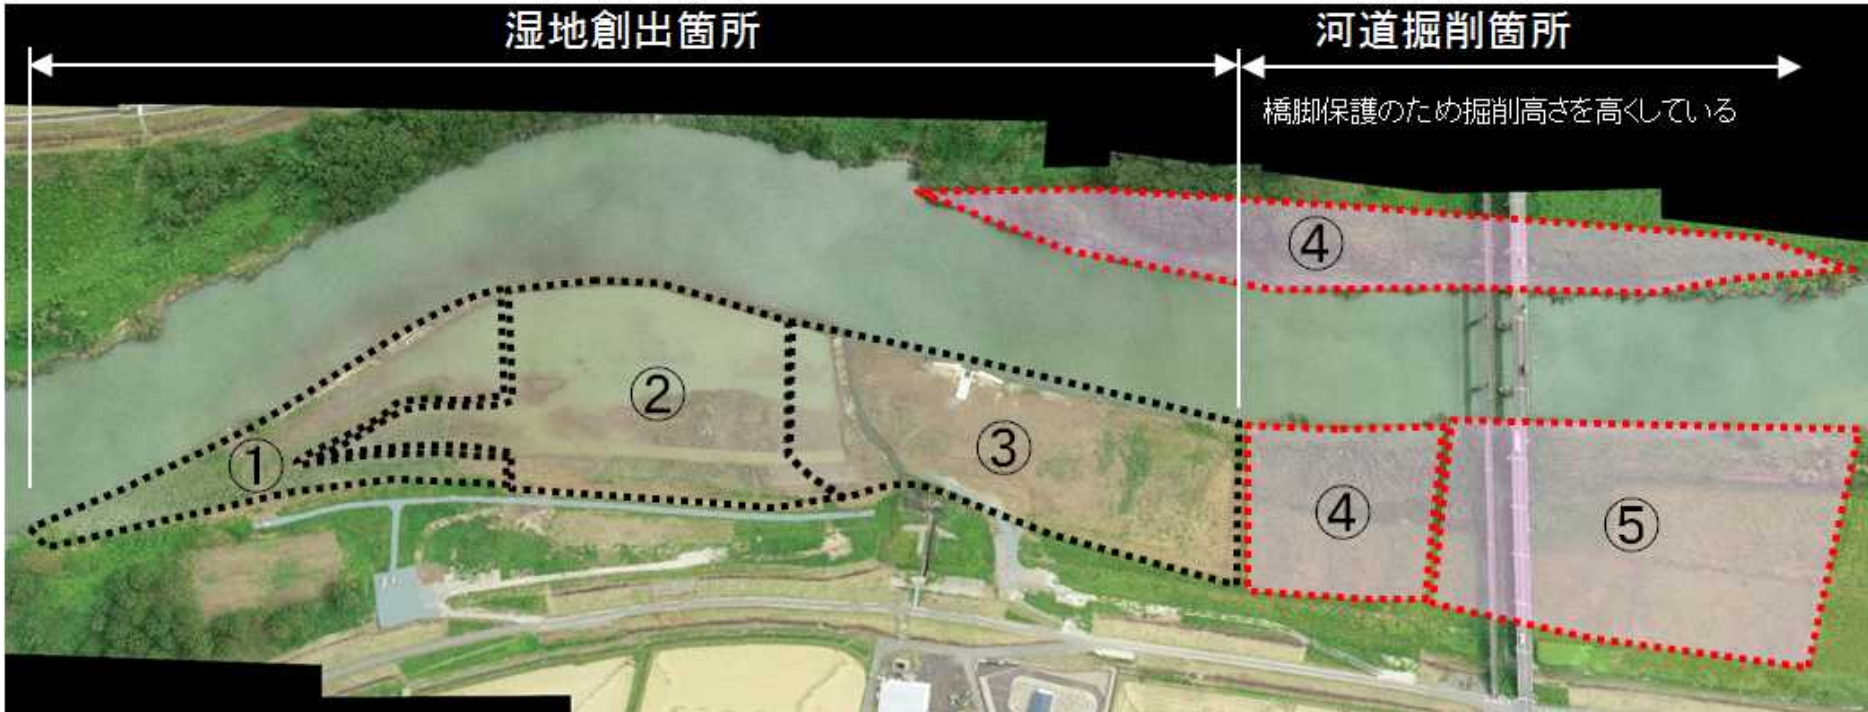 湿地創出箇所
河道掘削箇所
橋脚保護のため掘削高さを高くしている
④
②
①
③
④
⑤